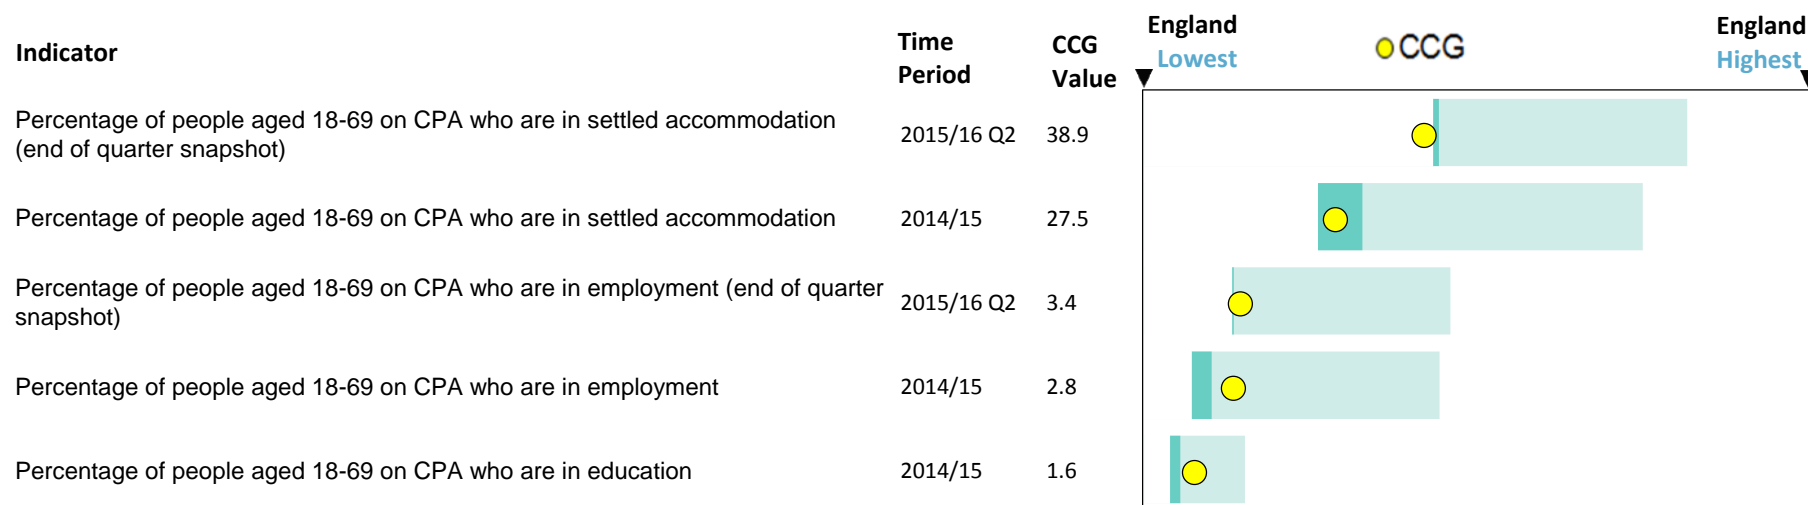 Indicator
Time Period
CCG Value
England Lowest
CCG
England Highest
Percentage of people aged 18-69 on CPA who are in settled accommodation
(end of quarter snapshot)
2015/16 Q2
38.9
Percentage of people aged 18-69 on CPA who are in settled accommodation
2014/15
27.5
Percentage of people aged 18-69 on CPA who are in employment (end of quarter
snapshot)
2015/16 Q2
3.4
Percentage of people aged 18-69 on CPA who are in employment
2014/15
2.8
Percentage of people aged 18-69 on CPA who are in education
2014/15
1.6